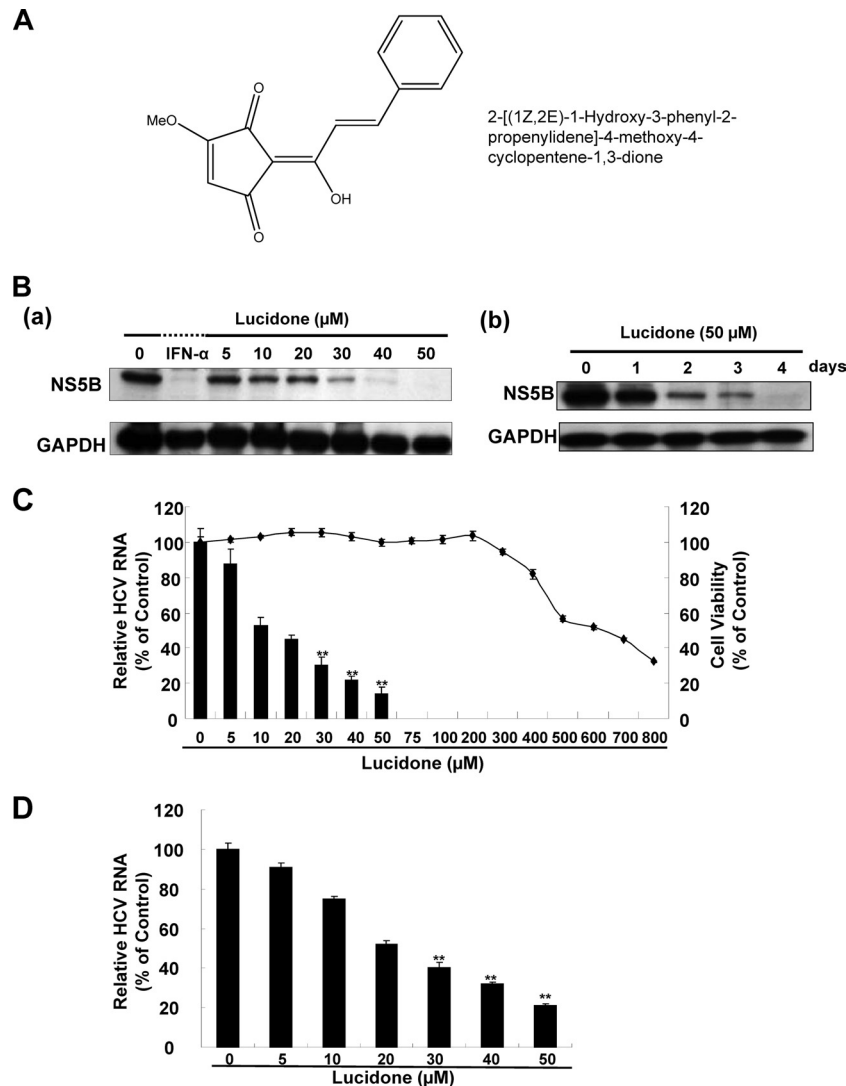 A
O
MeO
OH
O
2-[(1Z,2E)-1-Hydroxy-3-phenyl-2-
propenylidene]-4-methoxy-4-
cyclopentene-1,3-dione
B
(a)
Lucidone (µM)
0 IFN-α 5 10 20 30 40 50
NS5B
GAPDH
(b)
Lucidone (50 µM)
0 1 2 3 4 days
NS5B
GAPDH
C
Relative HCV RNA
(% of Control)
120
100
80
60
40
20
0
** ** **
120
100
80
60
40
20
0
Cell Viability
(% of Control)
0 5 10 20 30 40 50 75 100 200 300 400 500 600 700 800
Lucidone (µM)
D
Relative HCV RNA
(% of Control)
120
100
80
60
40
20
0
** ** **
0 5 10 20 30 40 50
Lucidone (µM)